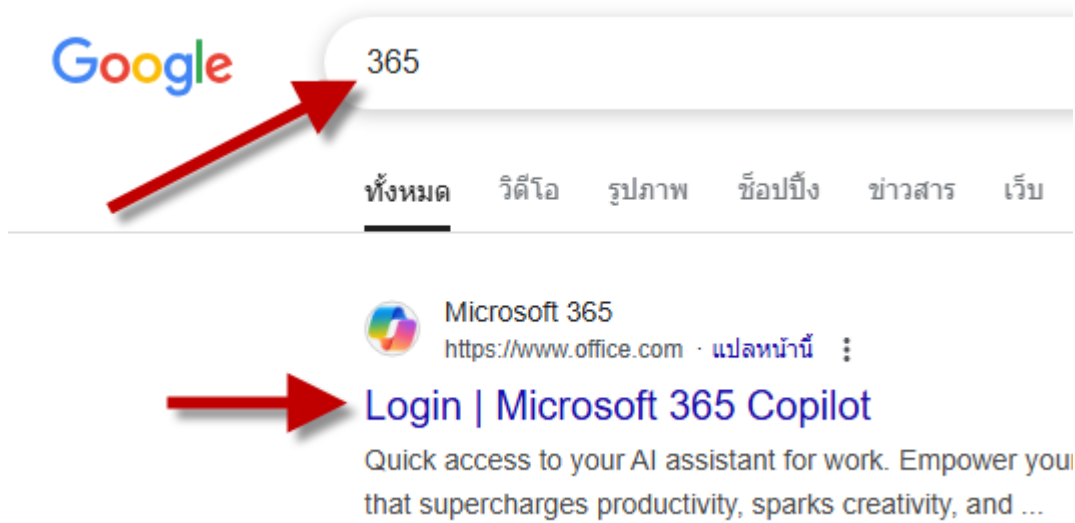 Google
365
ทั้งหมด วิดีโอ รูปภาพ ช็อปปิ้ง ข่าวสาร เว็บ
Microsoft 365
https://www.office.com · แปลหน้านี้
Login | Microsoft 365 Copilot
Quick access to your AI assistant for work. Empower your
that supercharges productivity, sparks creativity, and ...